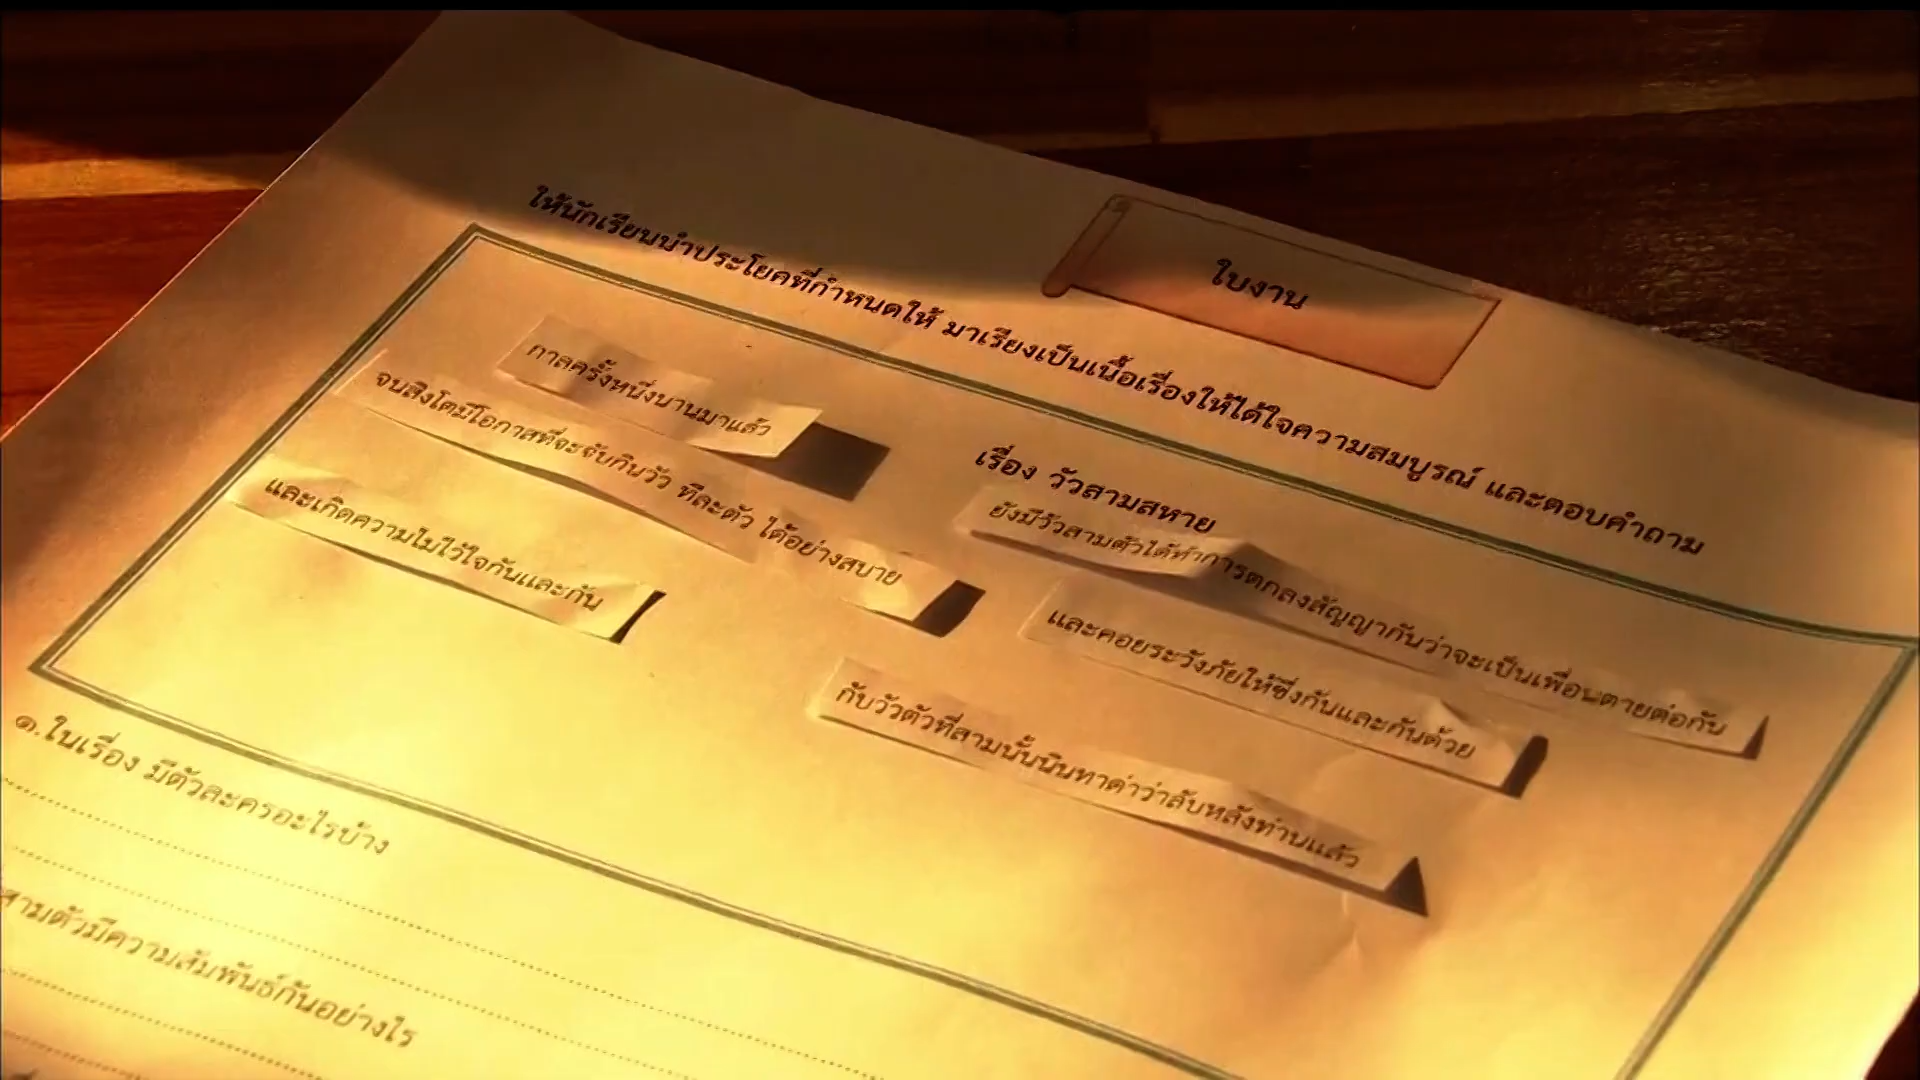 ใบงาน
ให้นักเรียนนำประโยคที่กำหนดให้ มาเรียงเป็นเนื้อเรื่องให้ได้ใจความสมบูรณ์ และตอบคำถาม
เรื่อง วัวสามสหาย
กาลครั้งหนึ่งนานมาแล้ว
ยังมีวัวสามตัวได้ทำการตกลงสัญญากันว่าจะเป็นเพื่อนตายต่อกัน
จนสิงโตมีโอกาสที่จะจับกินวัว ทีละตัว ได้อย่างสบาย
และคอยระวังภัยให้ซึ่งกันและกันด้วย
และเกิดความไม่ไว้ใจกันและกัน
กับวัวตัวที่สามนั้นนินทาด่าว่าลับหลังท่านแล้ว
๑. ในเรื่อง มีตัวละครอะไรบ้าง
สามตัวมีความสัมพันธ์กันอย่างไร